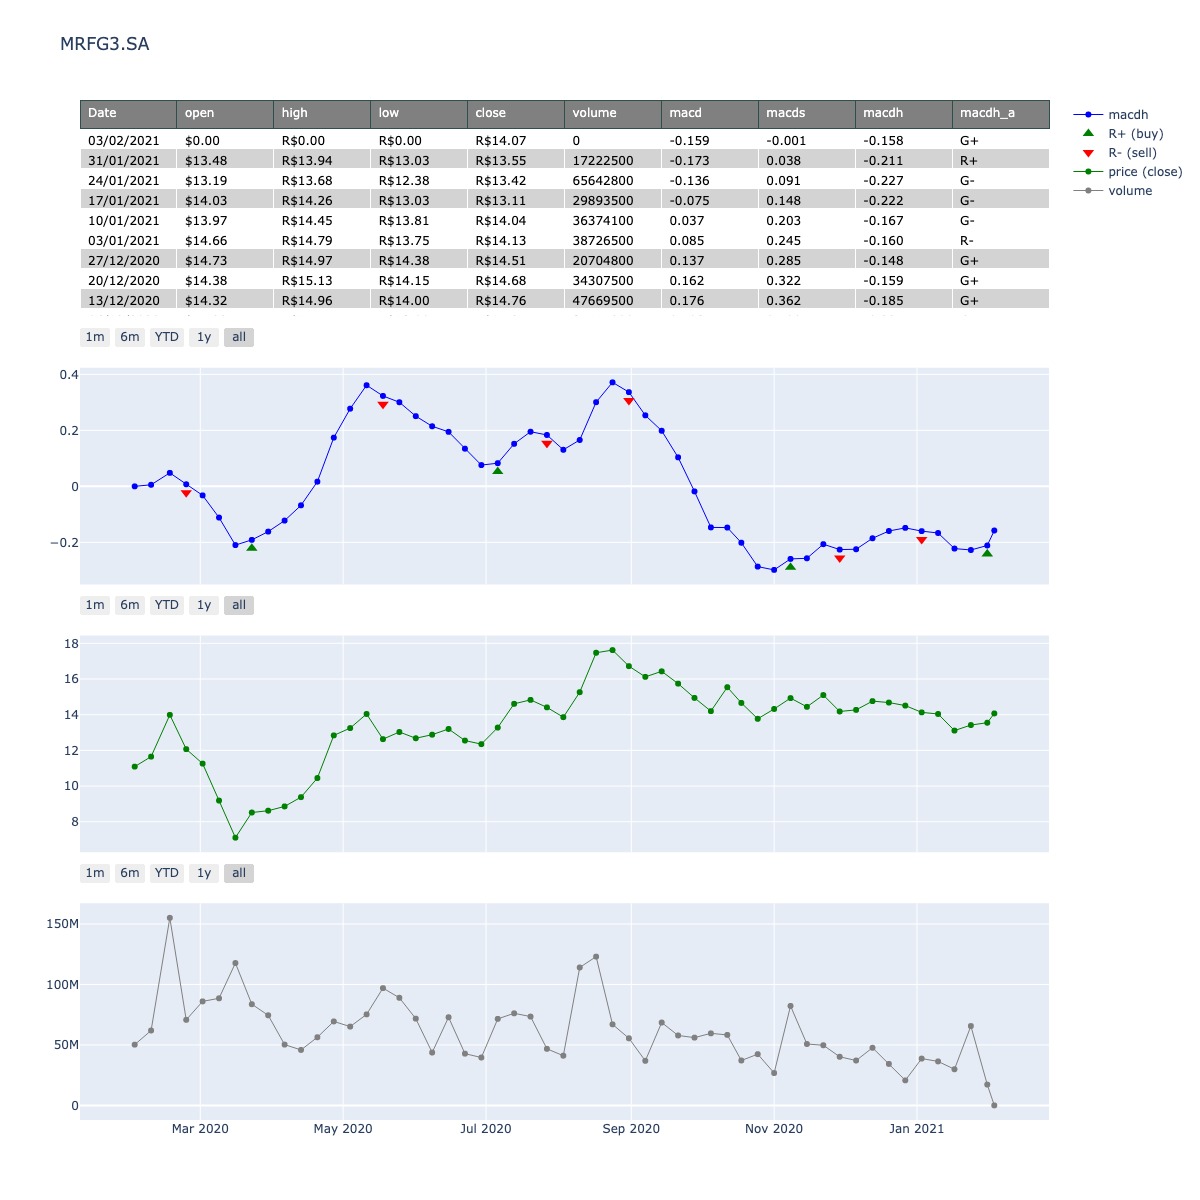 MRFG3.SA
Date open high low close volume macd macds macdh macdh_a
03/02/2021 $0.00 R$0.00 R$0.00 R$14.07 0 -0.159 -0.001 -0.158 G+
31/01/2021 $13.48 R$13.94 R$13.03 R$13.55 17222500 -0.173 0.038 -0.211 R+
24/01/2021 $13.19 R$13.68 R$12.38 R$13.42 65642800 -0.136 0.091 -0.227 G-
17/01/2021 $14.03 R$14.26 R$13.03 R$13.11 29893500 -0.075 0.148 -0.222 G-
10/01/2021 $13.97 R$14.45 R$13.81 R$14.04 36374100 0.037 0.203 -0.167 G-
03/01/2021 $14.66 R$14.79 R$13.75 R$14.13 38726500 0.085 0.245 -0.160 R-
27/12/2020 $14.73 R$14.97 R$14.38 R$14.51 20704800 0.137 0.285 -0.148 G+
20/12/2020 $14.38 R$15.13 R$14.15 R$14.68 34307500 0.162 0.322 -0.159 G+
13/12/2020 $14.32 R$14.96 R$14.00 R$14.76 47669500 0.176 0.362 -0.185 G+
macdh
R+ (buy)
R- (sell)
price (close)
volume
1m 6m YTD 1y all
0.4
0.2
0
−0.2
1m 6m YTD 1y all
18
16
14
12
10
8
1m 6m YTD 1y all
150M
100M
50M
0
Mar 2020 May 2020 Jul 2020 Sep 2020 Nov 2020 Jan 2021